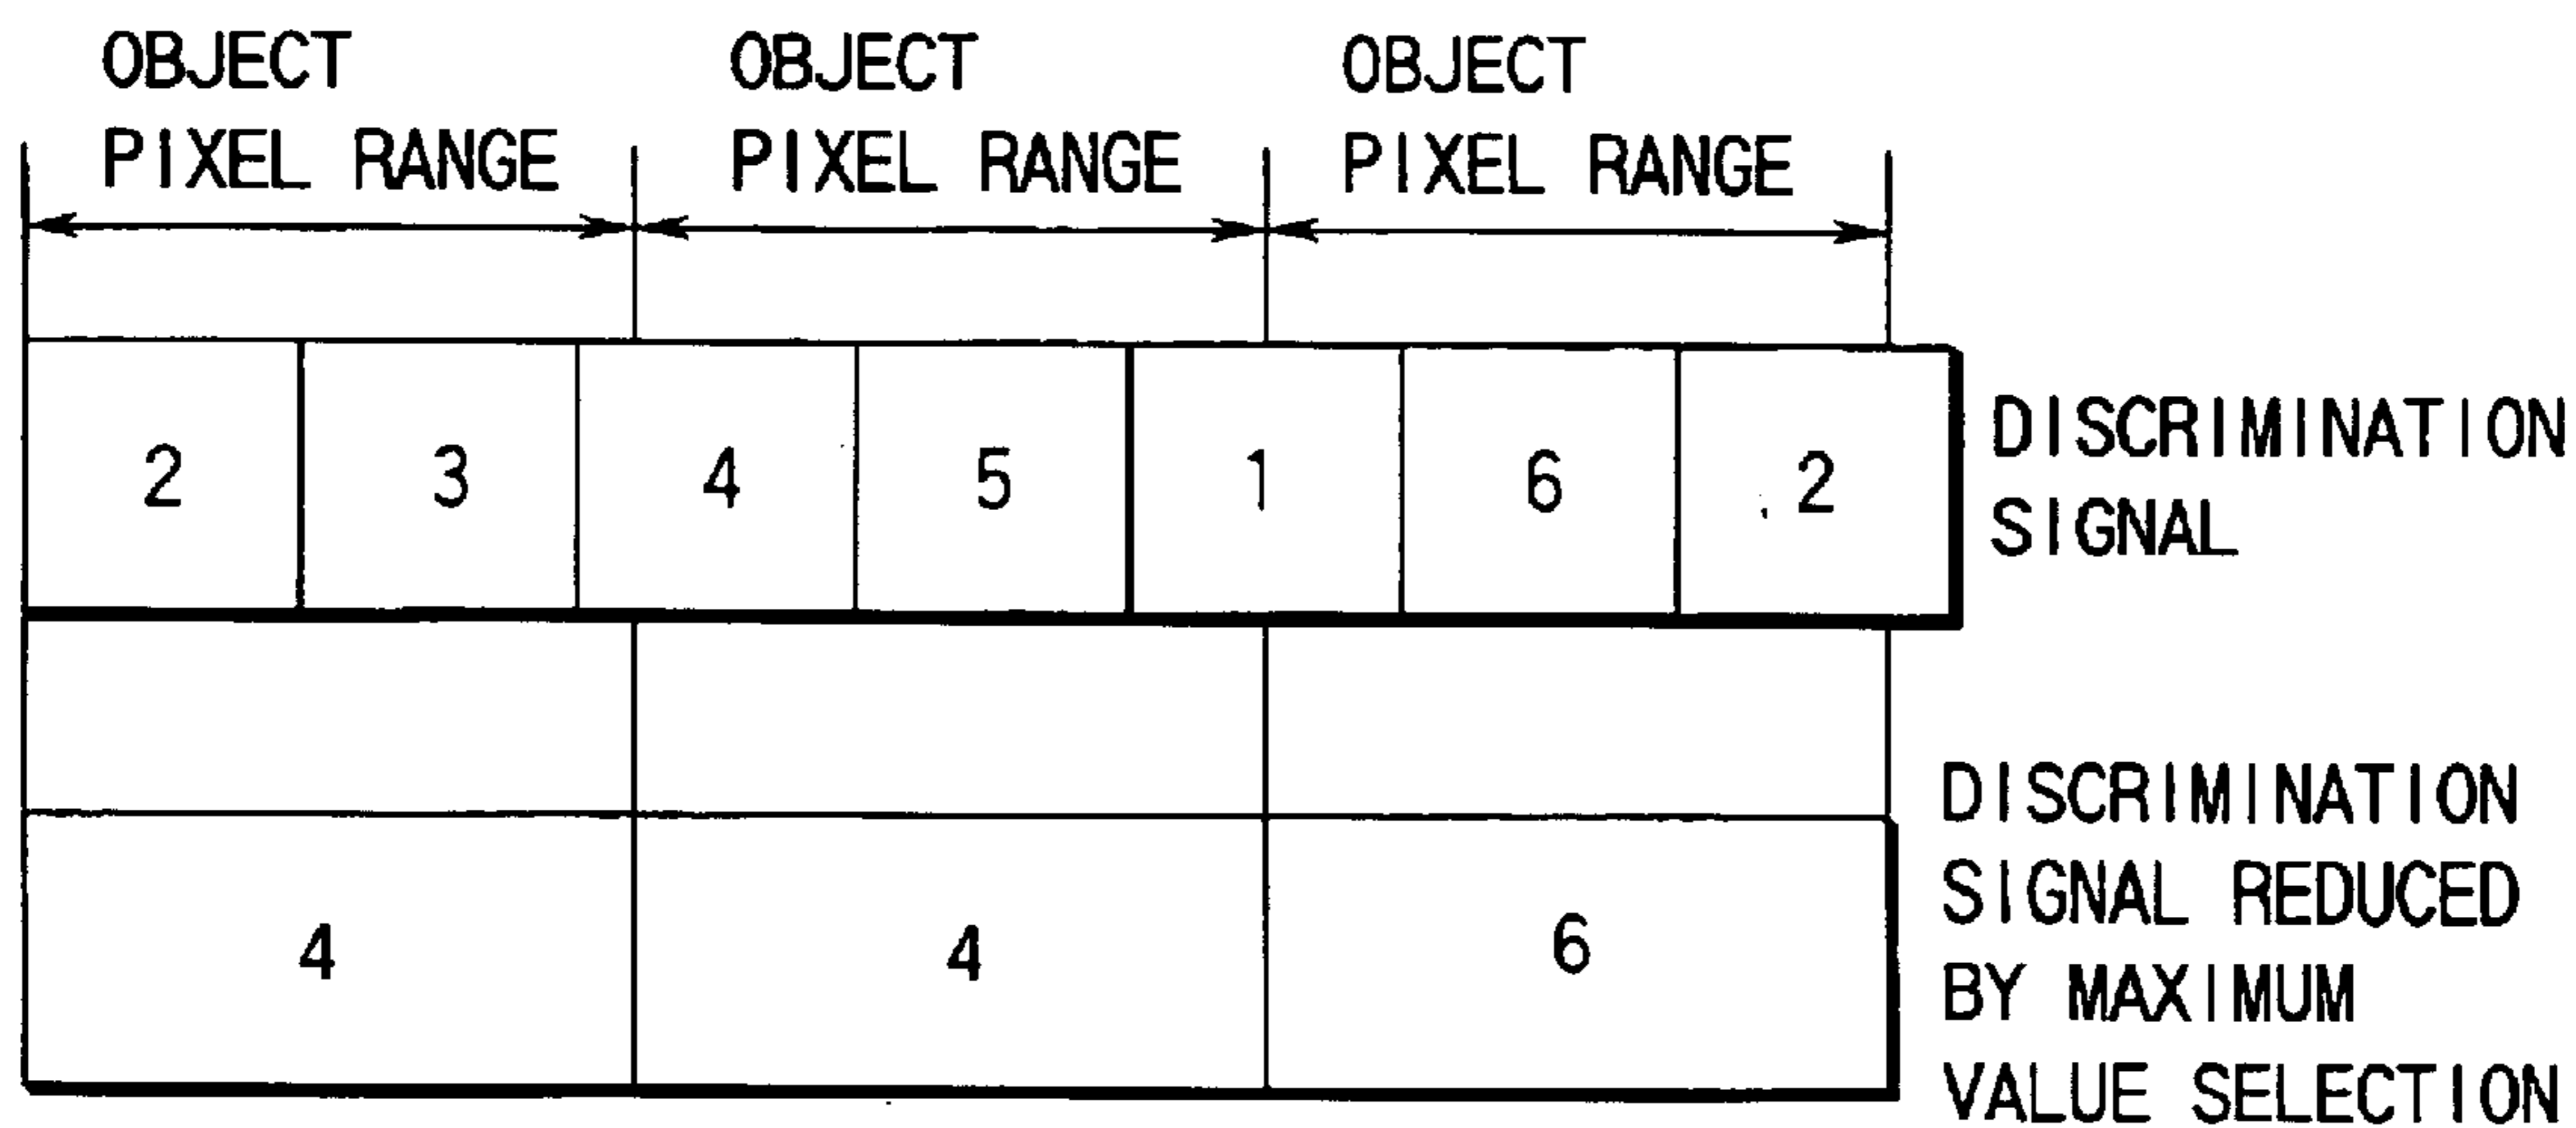 OBJECT
PIXEL RANGE
OBJECT
PIXEL RANGE
OBJECT
PIXEL RANGE
2 3 4 5 1 6 2
DISCRIMINATION
SIGNAL
4 4 6
DISCRIMINATION
SIGNAL REDUCED
BY MAXIMUM
VALUE SELECTION